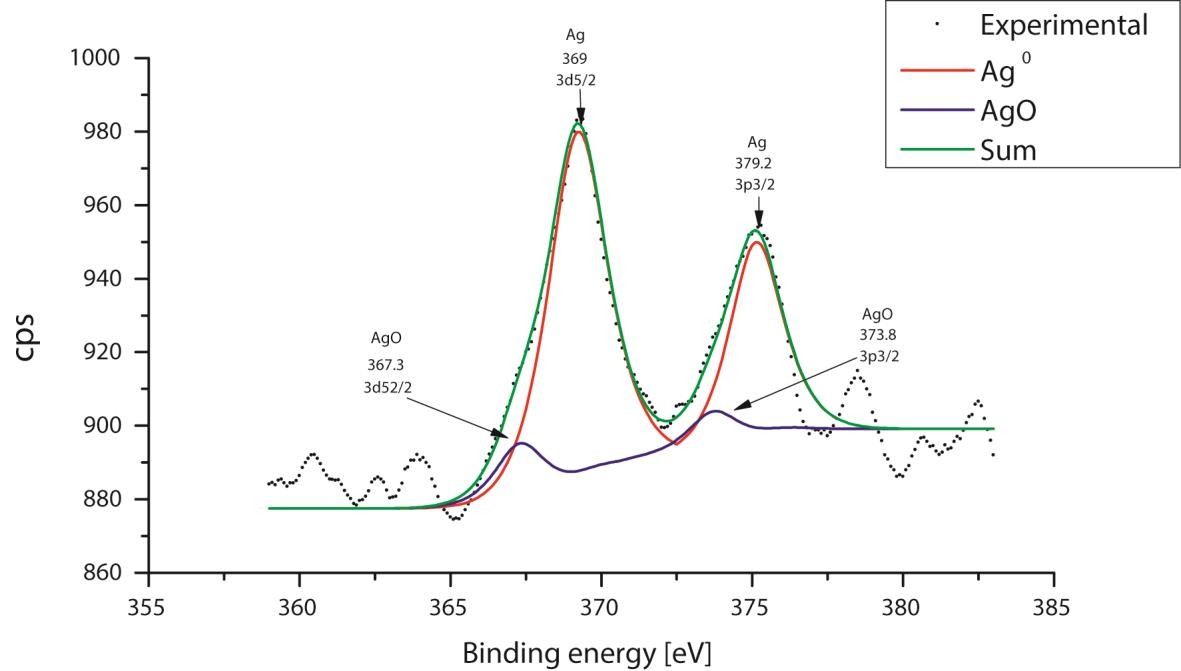 Experimental
Ag 0
AgO
Sum
Ag
369
3d5/2
Ag
379.2
3p3/2
AgO
367.3
3d52/2
AgO
373.8
3p3/2
cps
1000
980
960
940
920
900
880
860
355 360 365 370 375 380 385
Binding energy [eV]